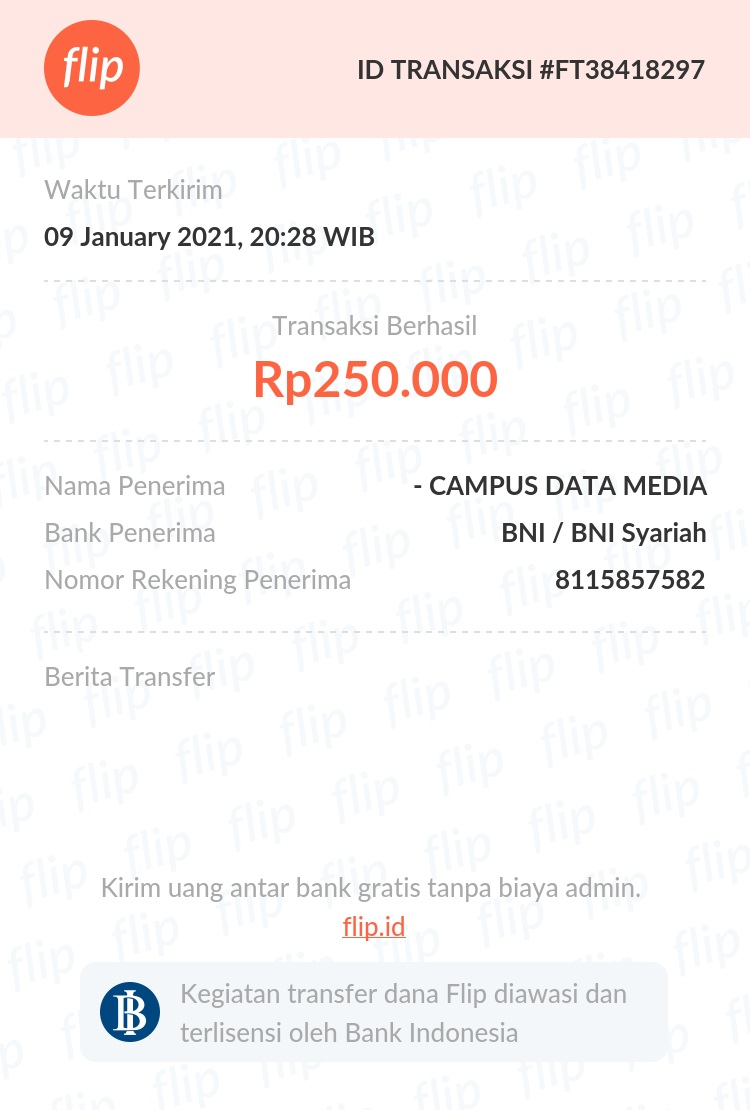 flip
ID TRANSAKSI #FT38418297
Waktu Terkirim
09 January 2021, 20:28 WIB
Transaksi Berhasil
Rp250.000
Nama Penerima - CAMPUS DATA MEDIA
Bank Penerima BNI / BNI Syariah
Nomor Rekening Penerima 8115857582
Berita Transfer
Kirim uang antar bank gratis tanpa biaya admin.
flip.id
Kegiatan transfer dana Flip diawasi dan
terlisensi oleh Bank Indonesia